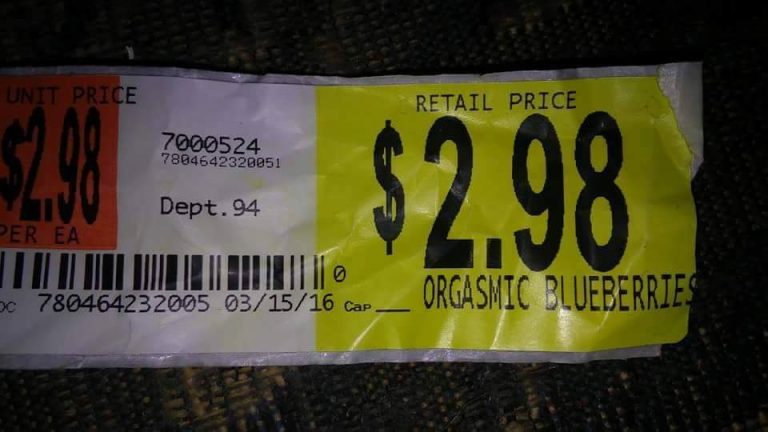 UNIT PRICE
$2.98
PER EA
7000524
7804642320051
Dept.94
0
OC 780464232005 03/15/16 Cap
RETAIL PRICE
$2.98
ORGASMIC BLUEBERRIES